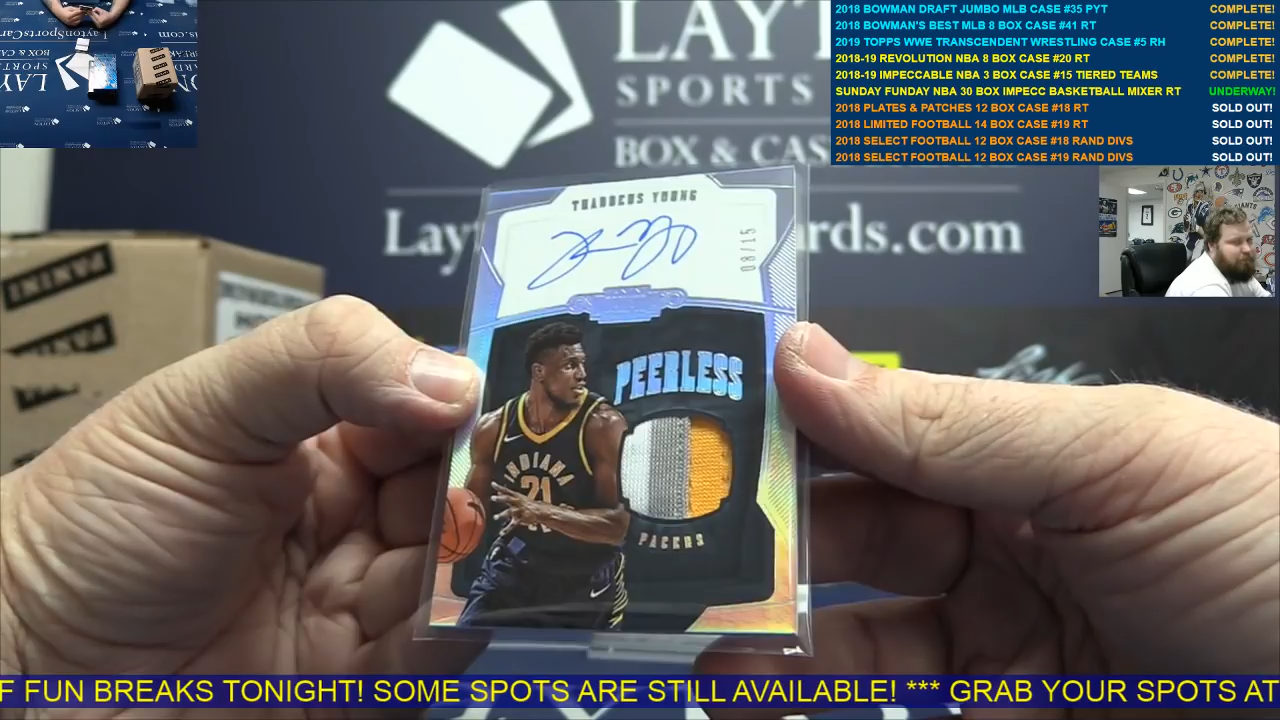 2018 BOWMAN DRAFT JUMBO MLB CASE #35 PYT COMPLETE!
2018 BOWMAN'S BEST MLB 8 BOX CASE #41 RT COMPLETE!
2019 TOPPS WWE TRANSCENDENT WRESTLING CASE #5 RH COMPLETE!
2018-19 REVOLUTION NBA 8 BOX CASE #20 RT COMPLETE!
2018-19 IMPECCABLE NBA 3 BOX CASE #15 TIERED TEAMS COMPLETE!
SUNDAY FUNDAY NBA 30 BOX IMPECC BASKETBALL MIXER RT UNDERWAY!
2018 PLATES & PATCHES 12 BOX CASE #18 RT SOLD OUT!
2018 LIMITED FOOTBALL 14 BOX CASE #19 RT SOLD OUT!
2018 SELECT FOOTBALL 12 BOX CASE #18 RAND DIVS SOLD OUT!
2018 SELECT FOOTBALL 12 BOX CASE #19 RAND DIVS SOLD OUT!
LAY
SPORTS
BOX & CAS
Lay
rds.com
THADDEUS YOUNG
08/15
PEERLESS
INDIANA
21
PACERS
PANINI
F FUN BREAKS TONIGHT! SOME SPOTS ARE STILL AVAILABLE! *** GRAB YOUR SPOTS AT